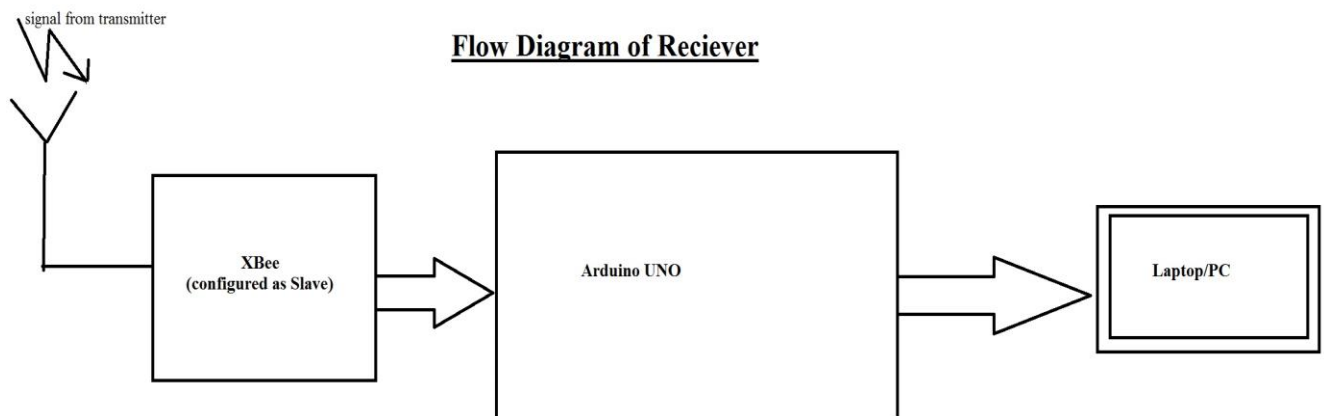 signal from transmitter
Flow Diagram of Reciever
XBee
(configured as Slave)
Arduino UNO
Laptop/PC